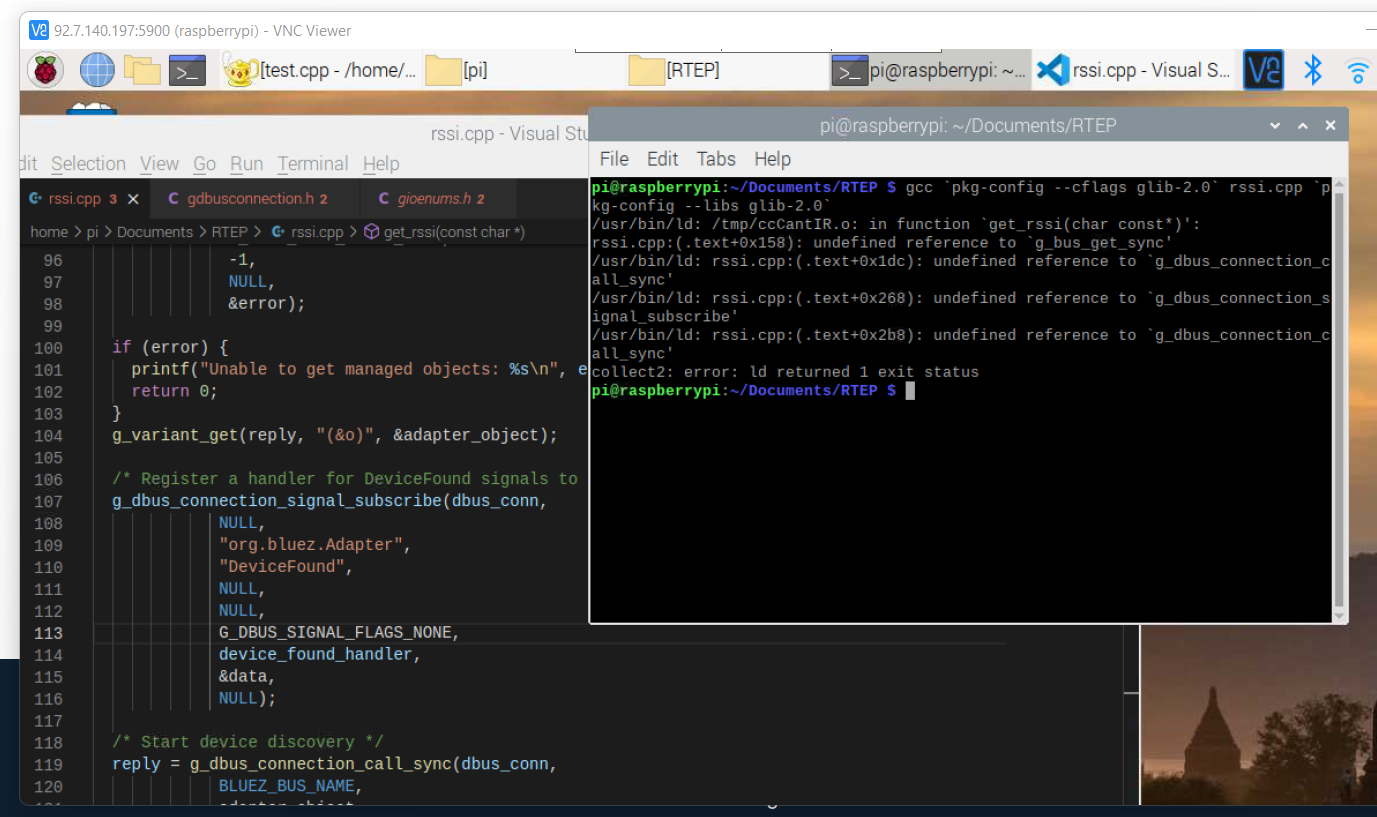 92.7.140.197:5900 (raspberrypi) - VNC Viewer
[test.cpp - /home/...
[pi]
[RTEP]
pi@raspberrypi: ~...
rssi.cpp - Visual S...
rssi.cpp - Visual Stu
dit Selection View Go Run Terminal Help
rssi.cpp 3
gdbusconnection.h 2
gioenums.h 2
home > pi > Documents > RTEP > rssi.cpp > get_rssi(const char *)
96 -1,
97 NULL,
98 &error);
99
100 if (error) {
101 printf("Unable to get managed objects: %s\n", e
102 return 0;
103 }
104 g_variant_get(reply, "(&o)", &adapter_object);
105
106 /* Register a handler for DeviceFound signals to
107 g_dbus_connection_signal_subscribe(dbus_conn,
108 NULL,
109 "org.bluez.Adapter",
110 "DeviceFound",
111 NULL,
112 NULL,
113 G_DBUS_SIGNAL_FLAGS_NONE,
114 device_found_handler,
115 &data,
116 NULL);
117
118 /* Start device discovery */
119 reply = g_dbus_connection_call_sync(dbus_conn,
120 BLUEZ_BUS_NAME,
pi@raspberrypi: ~/Documents/RTEP
File Edit Tabs Help
pi@raspberrypi:~/Documents/RTEP $ gcc `pkg-config --cflags glib-2.0` rssi.cpp `p
kg-config --libs glib-2.0`
/usr/bin/ld: /tmp/ccCantIR.o: in function `get_rssi(char const*)':
rssi.cpp:(.text+0x158): undefined reference to `g_bus_get_sync'
/usr/bin/ld: rssi.cpp:(.text+0x1dc): undefined reference to `g_dbus_connection_c
all_sync'
/usr/bin/ld: rssi.cpp:(.text+0x268): undefined reference to `g_dbus_connection_s
ignal_subscribe'
/usr/bin/ld: rssi.cpp:(.text+0x2b8): undefined reference to `g_dbus_connection_c
all_sync'
collect2: error: ld returned 1 exit status
pi@raspberrypi:~/Documents/RTEP $